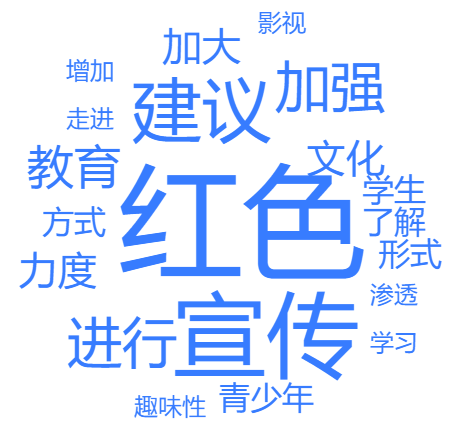 影视
加大
增加
建议
加强
走进
教育
文化
红色
学生
方式
了解
形式
力度
渗透
宣传
进行
学习
青少年
趣味性